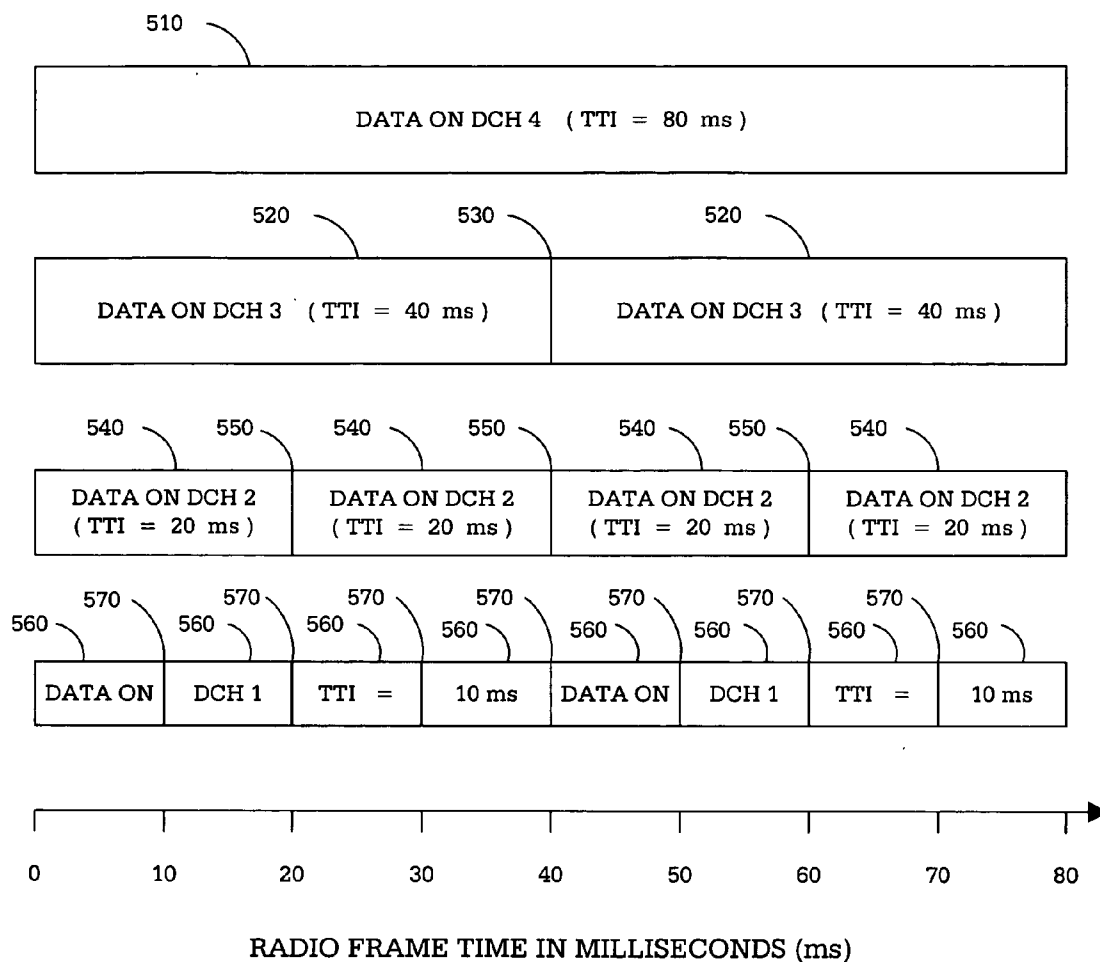 510
DATA ON DCH 4 ( TTI = 80 ms )
520 530 520
DATA ON DCH 3 ( TTI = 40 ms ) DATA ON DCH 3 ( TTI = 40 ms )
540 550 540 550 540 550 540
DATA ON DCH 2 DATA ON DCH 2 DATA ON DCH 2 DATA ON DCH 2
( TTI = 20 ms ) ( TTI = 20 ms ) ( TTI = 20 ms ) ( TTI = 20 ms )
570 570 570 570 570 570 570
560 560 560 560 560 560 560 560
DATA ON DCH 1 TTI = 10 ms DATA ON DCH 1 TTI = 10 ms
0 10 20 30 40 50 60 70 80
RADIO FRAME TIME IN MILLISECONDS (ms)